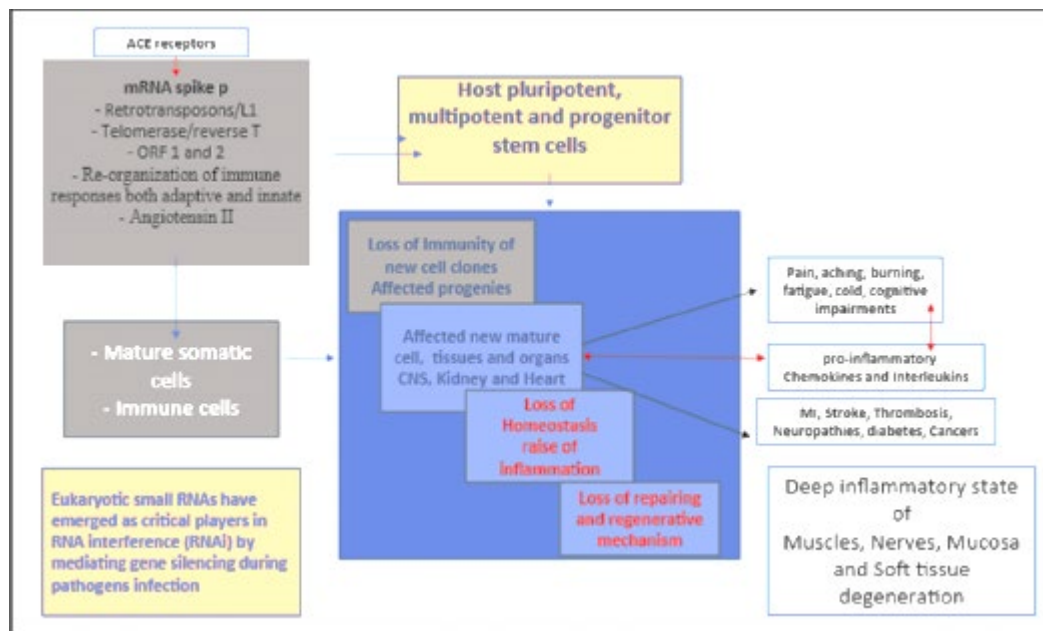 ACE receptors
mRNA spike p
- Retrotransposons/L1
- Telomerase/reverse T
- ORF 1 and 2
- Re-organization of immune
responses both adaptive and innate
- Angiotensin II
Host pluripotent,
multipotent and progenitor
stem cells
Loss of Immunity of
new cell clones
Affected progenies
Affected new mature
cell, tissues and organs
CNS, Kidney and Heart
Loss of
Homeostasis
raise of
inflammation
Loss of repairing
and regenerative
mechanism
- Mature somatic
cells
- Immune cells
Pain, aching, burning,
fatigue, cold, cognitive
impairments
pro-inflammatory
Chemokines and Interleukins
MI, Stroke, Thrombosis,
Neuropathies, diabetes, Cancers
Eukaryotic small RNAs have
emerged as critical players in
RNA interference (RNAi) by
mediating gene silencing during
pathogens infection
Deep inflammatory state
of
Muscles, Nerves, Mucosa
and Soft tissue
degeneration